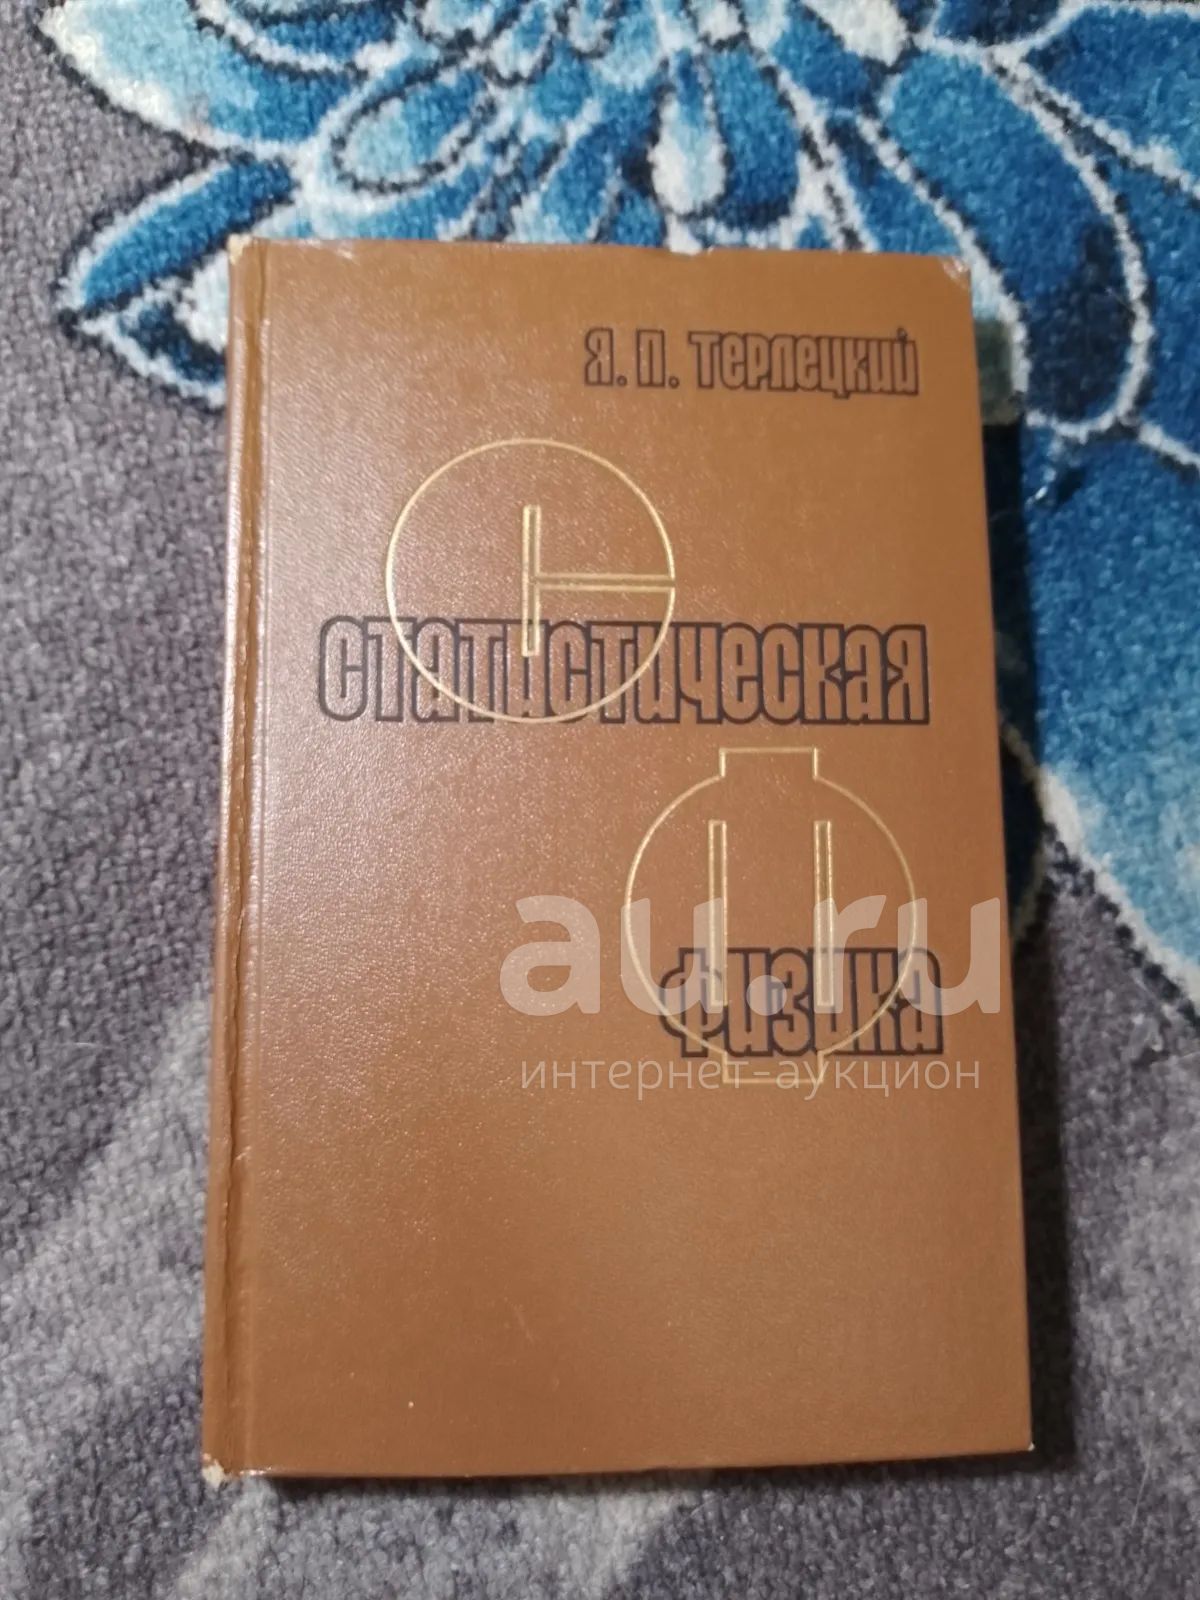 Я. П. Терлецкий
статистическая
физика
au.ru
интернет-аукцион